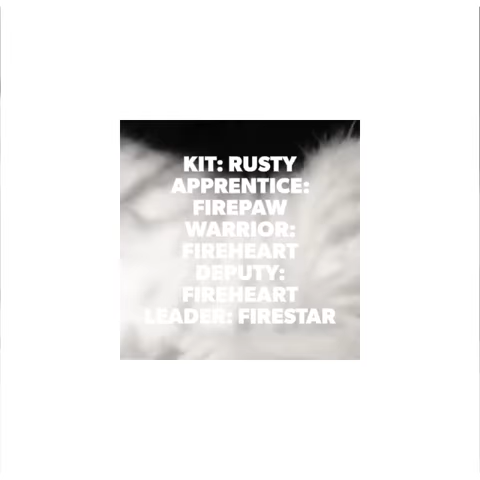 KIT: RUSTY
APPRENTICE:
FIREPAW
WARRIOR:
FIREHEART
DEPUTY:
FIREHEART
LEADER: FIRESTAR